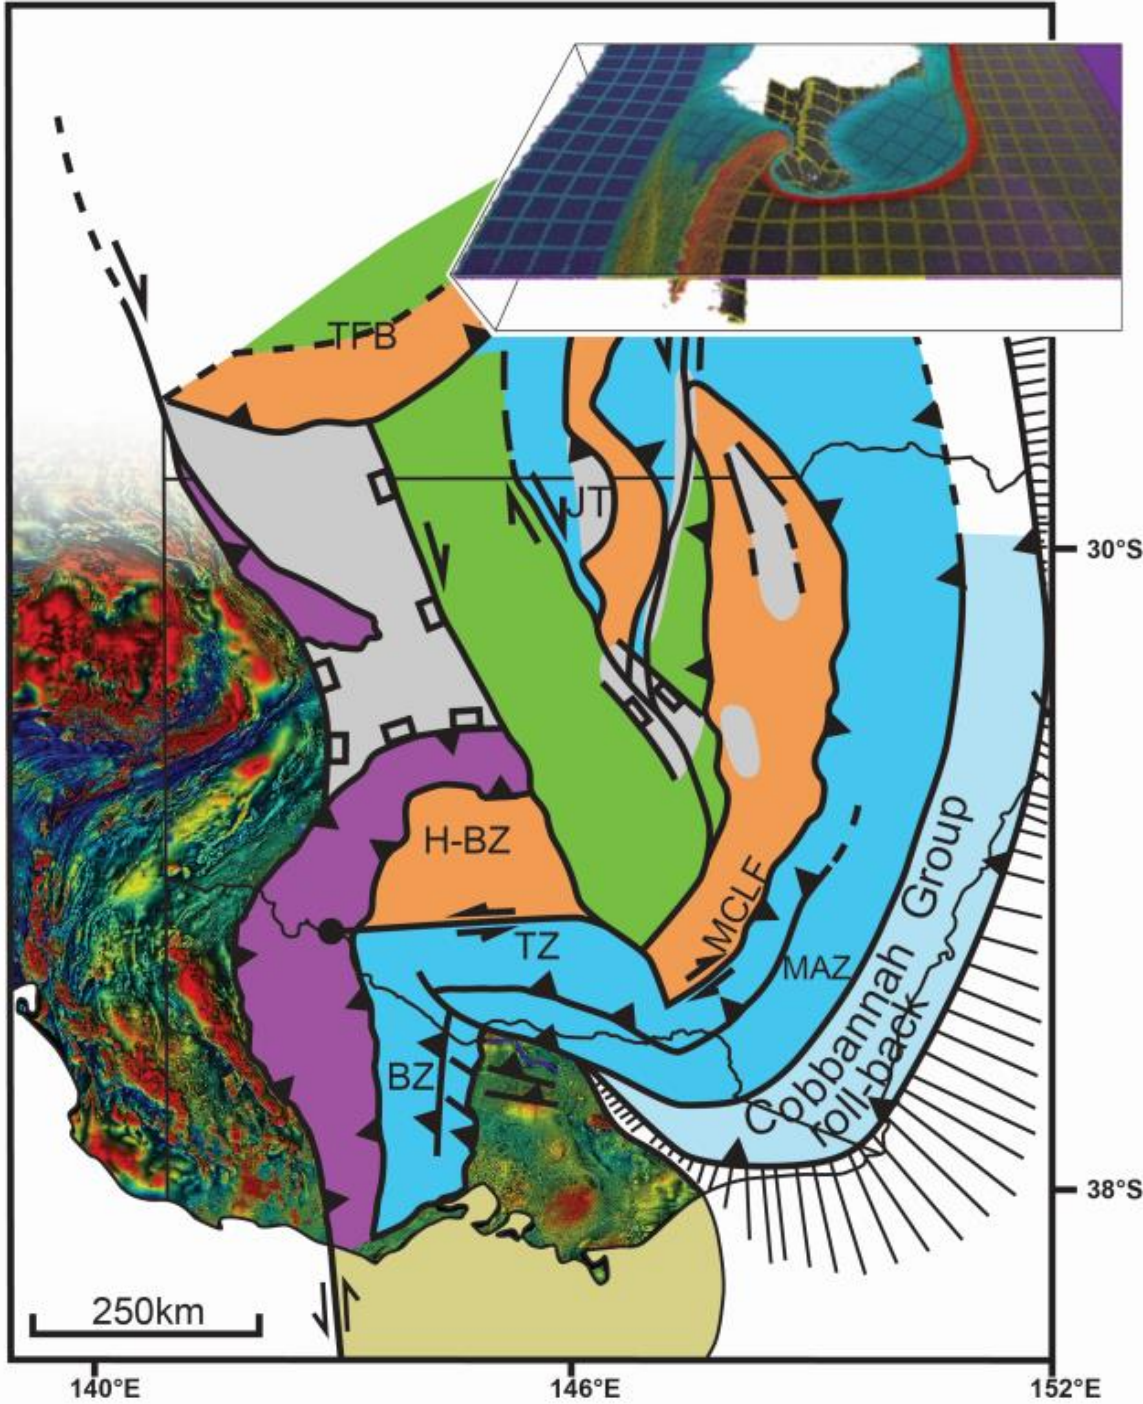 TFB
JT
30°S
H-BZ
MCLF
TZ
MAZ
Cobbannah Group
roll-back
BZ
38°S
250km
140°E
146°E
152°E